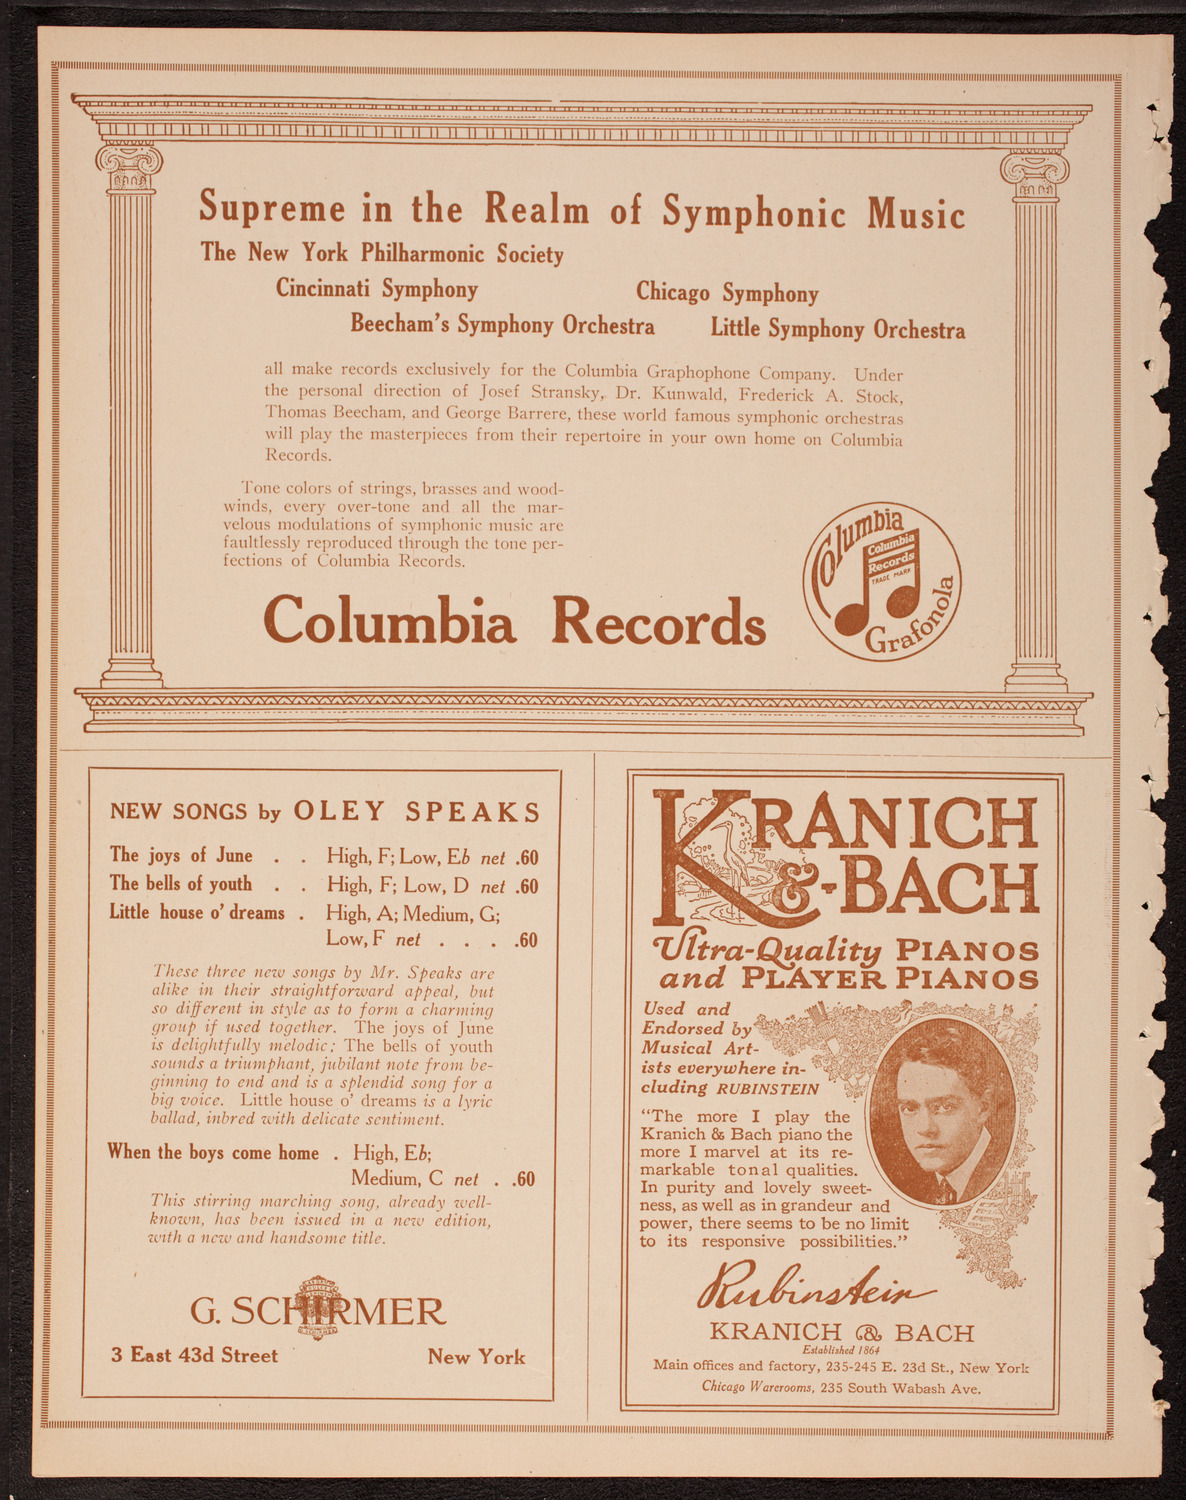 Supreme in the Realm of Symphonic Music
The New York Philharmonic Society
Cincinnati Symphony Chicago Symphony
Beecham's Symphony Orchestra Little Symphony Orchestra
all make records exclusively for the Columbia Graphophone Company. Under
the personal direction of Josef Stransky, Dr. Kunwald, Frederick A. Stock,
Thomas Beecham, and George Barrere, these world famous symphonic orchestras
will play the masterpieces from their repertoire in your own home on Columbia
Records.
Tone colors of strings, brasses and wood-
winds, every over-tone and all the mar-
velous modulations of symphonic music are
faultlessly reproduced through the tone per-
fections of Columbia Records.
Columbia Records
Columbia
Columbia
Records
TRADE MARK
Grafonola
NEW SONGS by OLEY SPEAKS
The joys of June . . High, F; Low, Eb net .60
The bells of youth . . High, F; Low, D net .60
Little house o' dreams . High, A; Medium, G;
Low, F net . . . .60
These three new songs by Mr. Speaks are
alike in their straightforward appeal, but
so different in style as to form a charming
group if used together. The joys of June
is delightfully melodic; The bells of youth
sounds a triumphant, jubilant note from be-
ginning to end and is a splendid song for a
big voice. Little house o' dreams is a lyric
ballad, inbred with delicate sentiment.
When the boys come home . High, Eb;
Medium, C net . .60
This stirring marching song, already well-
known, has been issued in a new edition,
with a new and handsome title.
G. SCHIRMER
3 East 43d Street New York
KRANICH
&-BACH
Ultra-Quality PIANOS
and PLAYER PIANOS
Used and
Endorsed by
Musical Art-
ists everywhere in-
cluding RUBINSTEIN
"The more I play the
Kranich & Bach piano the
more I marvel at its re-
markable tonal qualities.
In purity and lovely sweet-
ness, as well as in grandeur and
power, there seems to be no limit
to its responsive possibilities."
Rubinstein
KRANICH & BACH
Established 1864
Main offices and factory, 235-245 E. 23d St., New York
Chicago Warerooms, 235 South Wabash Ave.